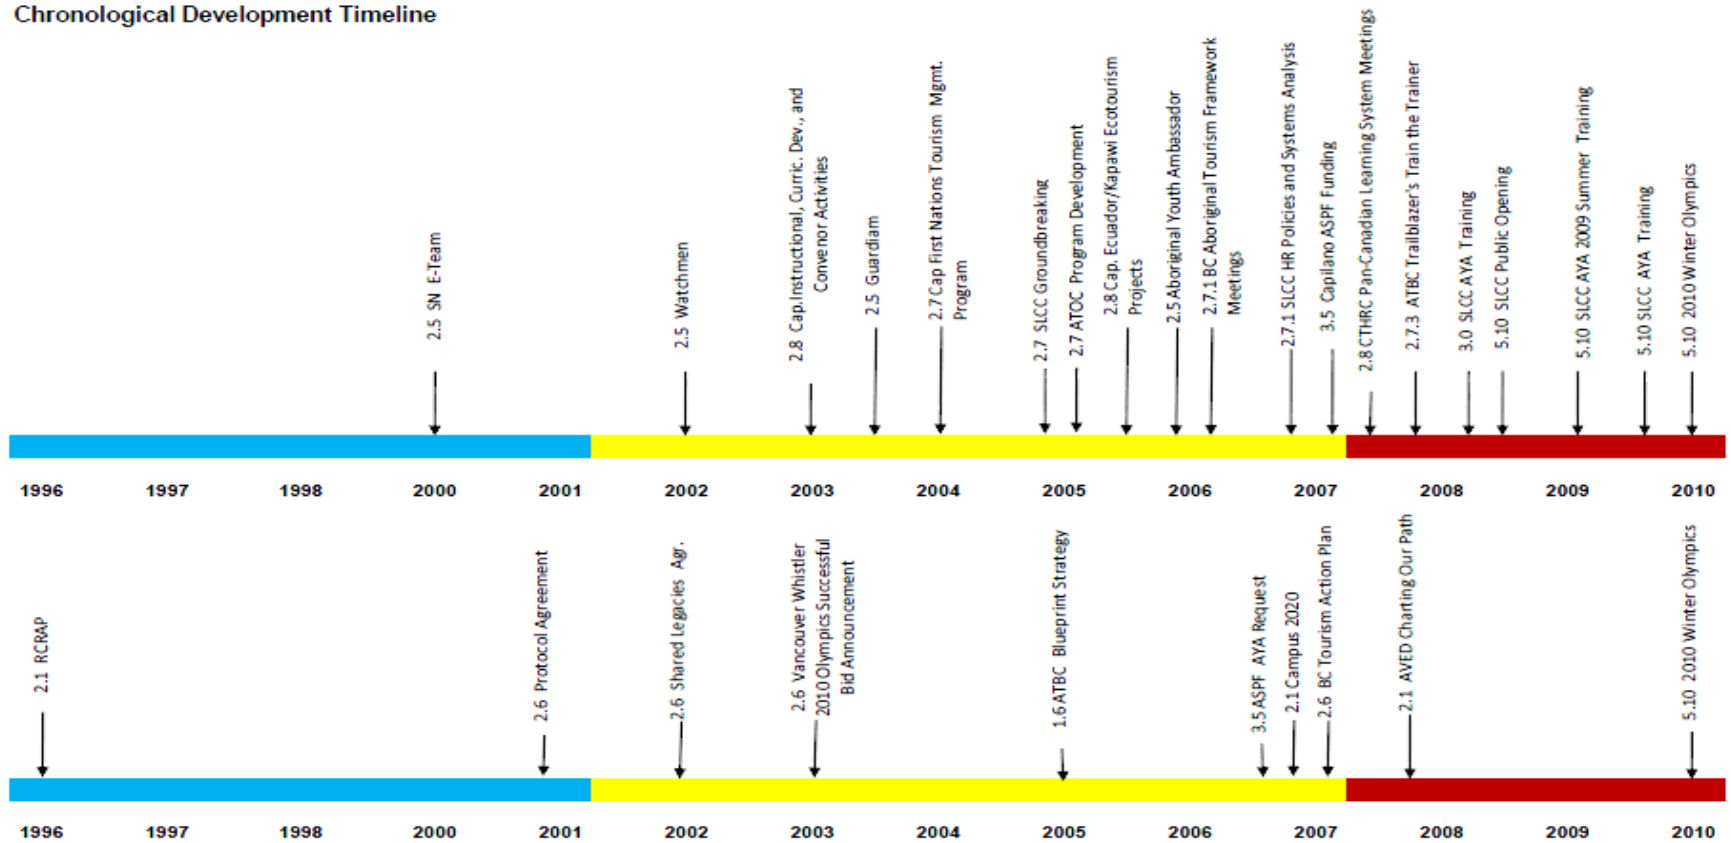 Chronological Development Timeline
2.5 SN E-Team
2.5 Watchmen
2.8 Cap.Instructional, Curric. Dev., and
Convenor Activities
2.5 Guardiam
2.7 Cap First Nations Tourism Mgmt.
Program
2.7 SLCC Groundbreaking
2.7 ATOC Program Development
2.8 Cap. Ecuador/Kapawi Ecotourism
Projects
2.5 Aboriginal Youth Ambassador
2.7.1 BC Aboriginal Tourism Framework
Meetings
2.7.1 SLCC HR Policies and Systems Analysis
3.5 Capilano ASPF Funding
2.8 CTHRC Pan-Canadian Learning System Meetings
2.7.3 ATBC Trailblazer's Train the Trainer
3.0 SLCC AYA Training
5.10 SLCC Public Opening
5.10 SLCC AYA 2009 Summer Training
5.10 SLCC AYA Training
5.10 2010 Winter Olympics
1996 1997 1998 2000 2001 2002 2003 2004 2005 2006 2007 2008 2009 2010
2.1 RCRAP
2.6 Protocol Agreement
2.6 Shared Legacies Agr.
2.6 Vancouver Whistler
2010 Olympics Successful
Bid Announcement
1.6 ATBC Blueprint Strategy
3.5 ASPF AYA Request
2.1 Campus 2020
2.6 BC Tourism Action Plan
2.1 AVED Charting Our Path
5.10 2010 Winter Olympics
1996 1997 1998 2000 2001 2002 2003 2004 2005 2006 2007 2008 2009 2010